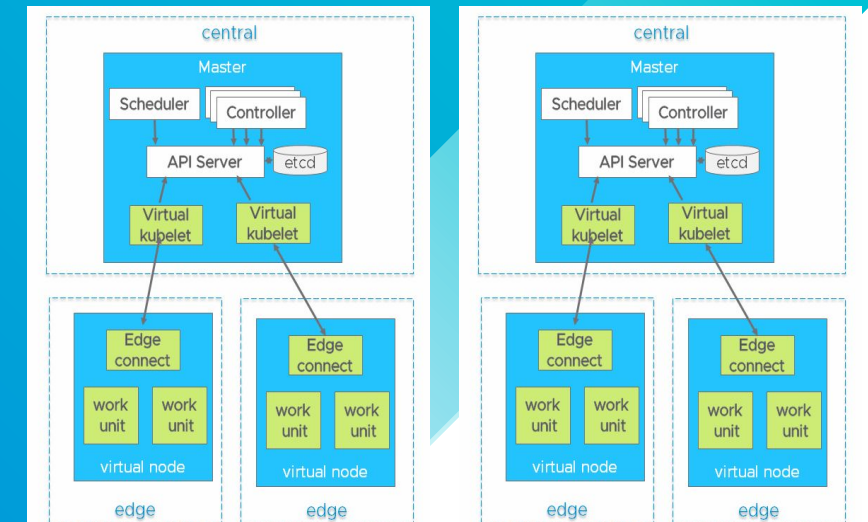 central
Master
Scheduler
Controller
API Server
etcd
Virtual
kubelet
Virtual
kubelet
Edge
connect
work
unit
work
unit
virtual node
edge
Edge
connect
work
unit
work
unit
virtual node
edge
central
Master
Scheduler
Controller
API Server
etcd
Virtual
kubelet
Virtual
kubelet
Edge
connect
work
unit
work
unit
virtual node
edge
Edge
connect
work
unit
work
unit
virtual node
edge